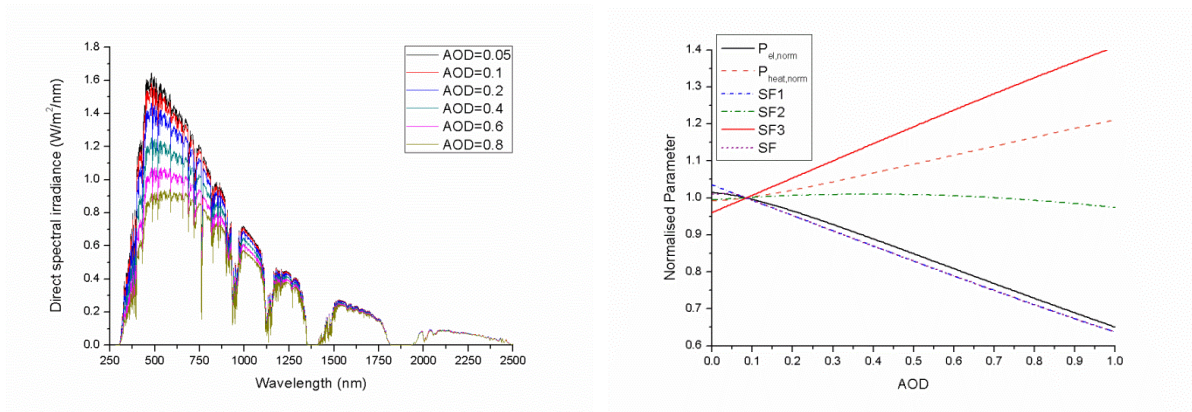 1.8
1.6
1.4
1.2
1.0
0.8
0.6
0.4
0.2
0.0
Direct spectral irradiance (W/m²/nm)
AOD=0.05
AOD=0.1
AOD=0.2
AOD=0.4
AOD=0.6
AOD=0.8
250 500 750 1000 1250 1500 1750 2000 2250 2500
Wavelength (nm)
1.4
1.3
1.2
1.1
1.0
0.9
0.8
0.7
0.6
Normalised Parameter
P el,norm
P heat,norm
SF1
SF2
SF3
SF
0.0 0.1 0.2 0.3 0.4 0.5 0.6 0.7 0.8 0.9 1.0
AOD